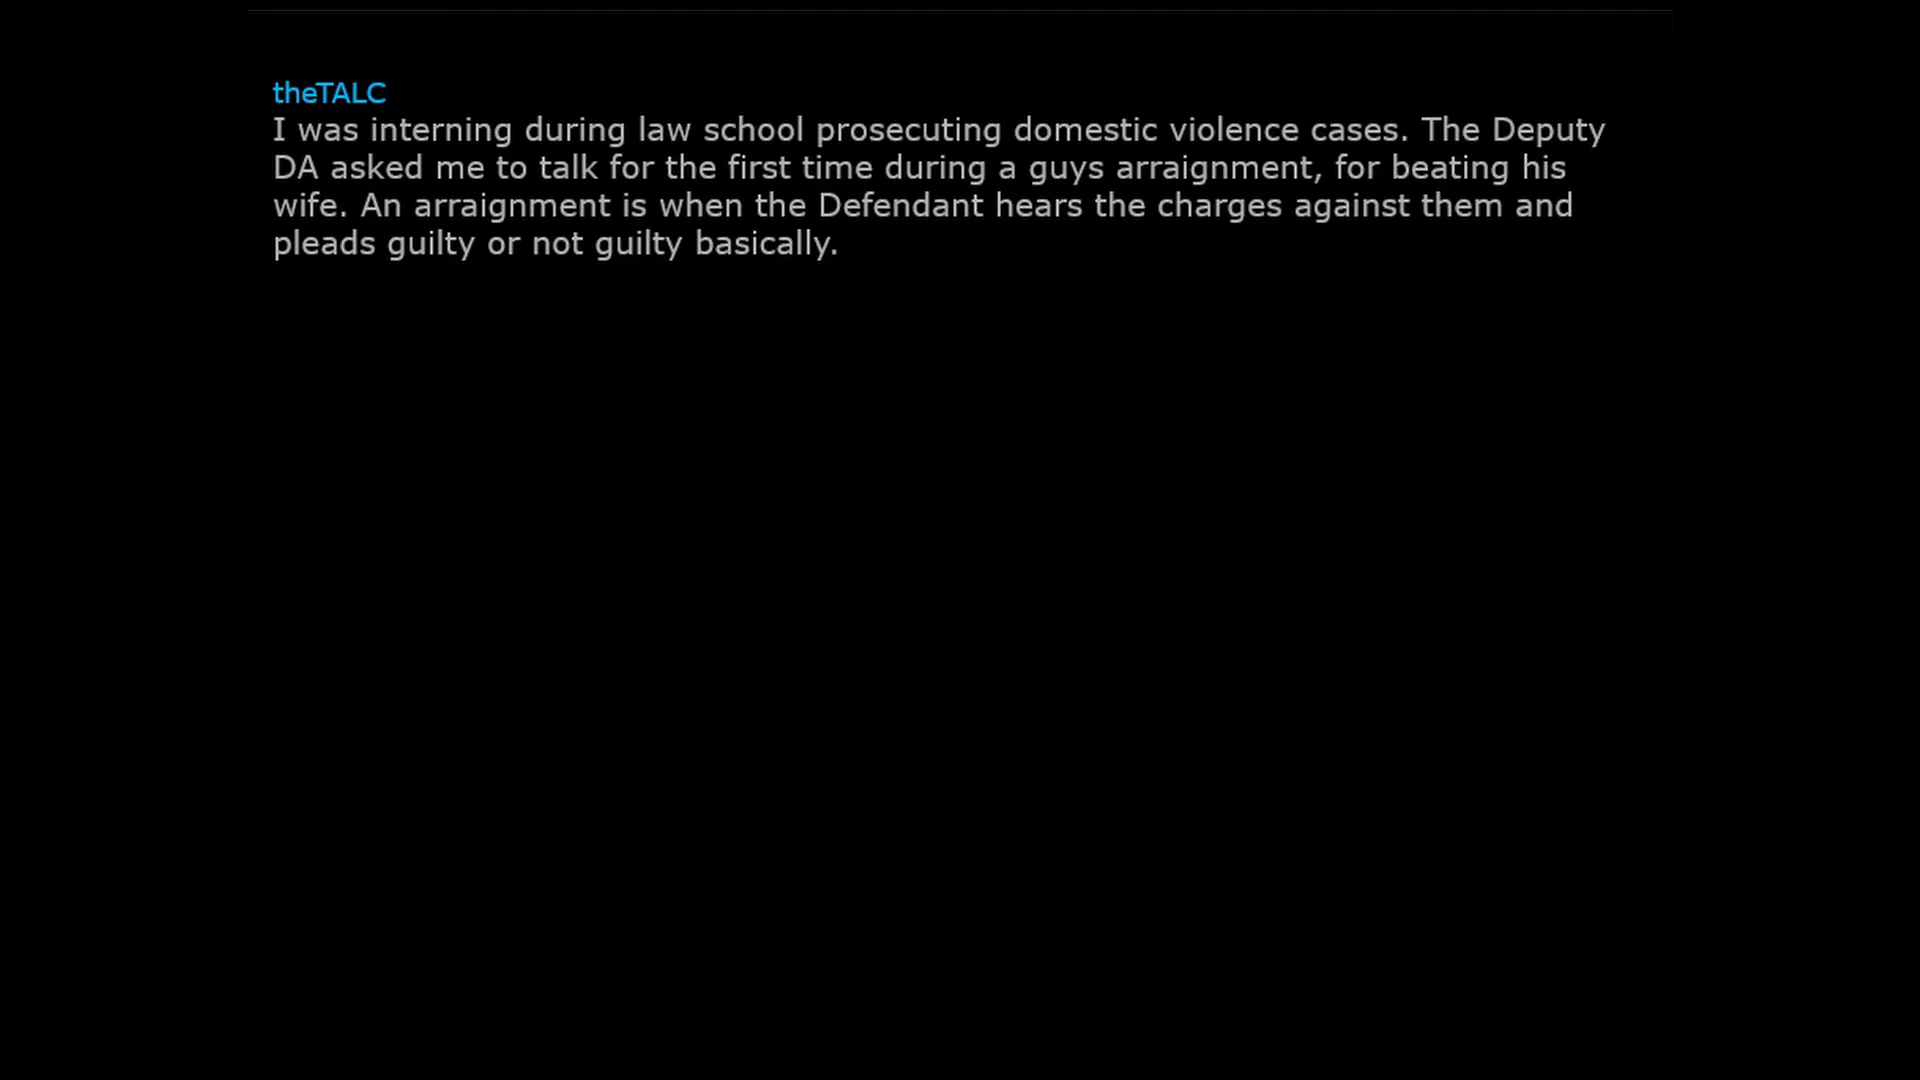 theTALC
I was interning during law school prosecuting domestic violence cases. The Deputy
DA asked me to talk for the first time during a guys arraignment, for beating his
wife. An arraignment is when the Defendant hears the charges against them and
pleads guilty or not guilty basically.